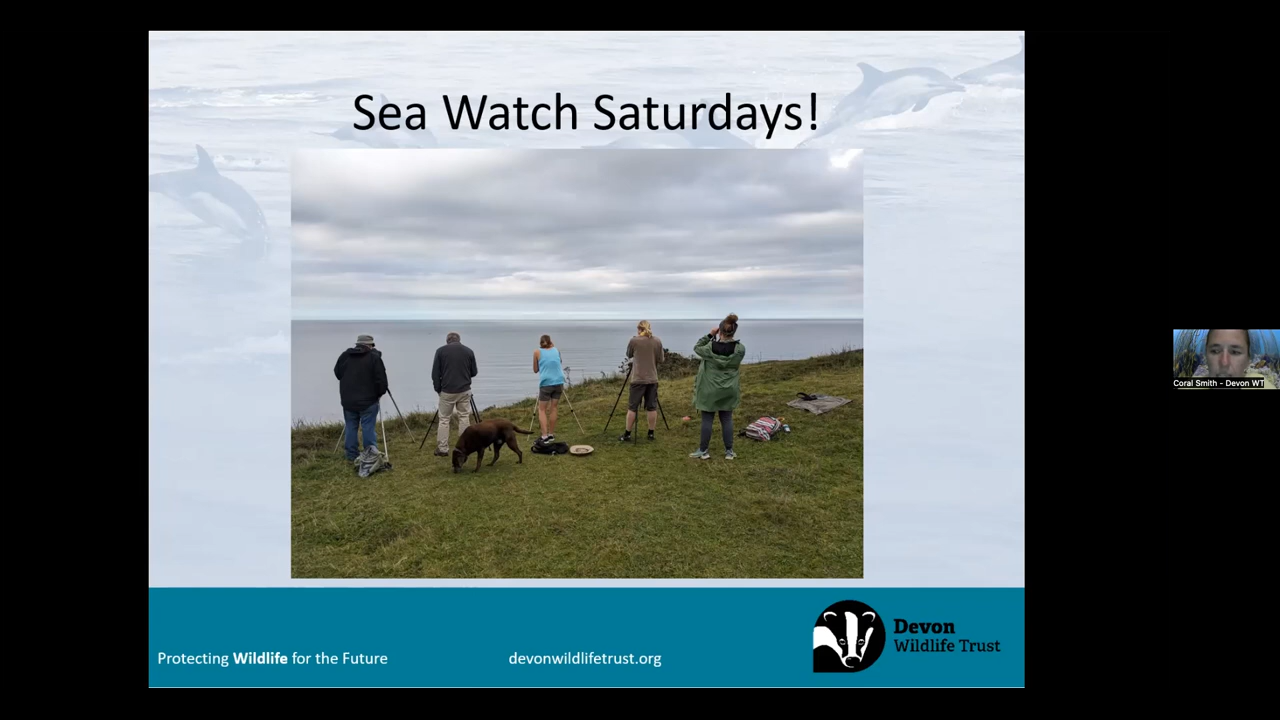 Sea Watch Saturdays!
Coral Smith - Devon WT
Protecting Wildlife for the Future
devonwildlifetrust.org
Devon
Wildlife Trust